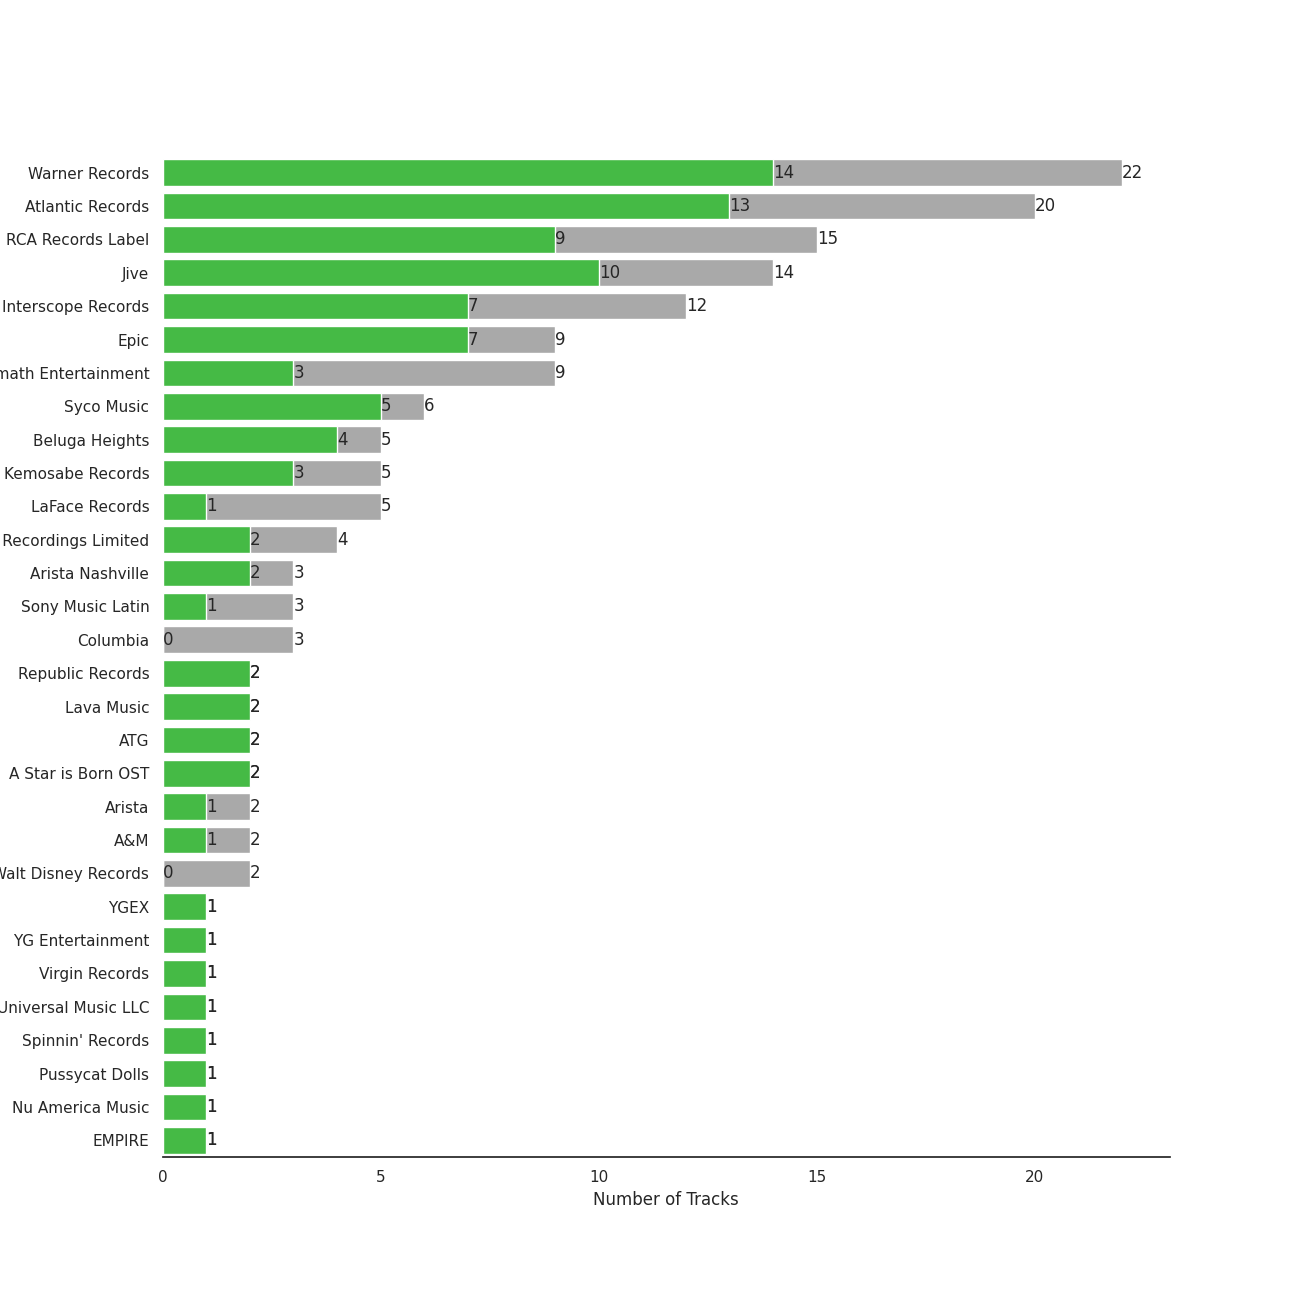 Warner Records 14 22
Atlantic Records 13 20
RCA Records Label 9 15
Jive 10 14
Interscope Records 7 12
Epic 7 9
Entertainment 3 9
Syco Music 5 6
Beluga Heights 4 5
Kemosabe Records 3 5
LaFace Records 1 5
Recordings Limited 2 4
Arista Nashville 2 3
Sony Music Latin 1 3
Columbia 0 3
Republic Records 2
Lava Music 2
ATG 2
A Star is Born OST 2
Arista 1 2
A&M 1 2
Walt Disney Records 0 2
YGEX 1
YG Entertainment 1
Virgin Records 1
Universal Music LLC 1
Spinnin' Records 1
Pussycat Dolls 1
Nu America Music 1
EMPIRE 1
0 5 10 15 20
Number of Tracks